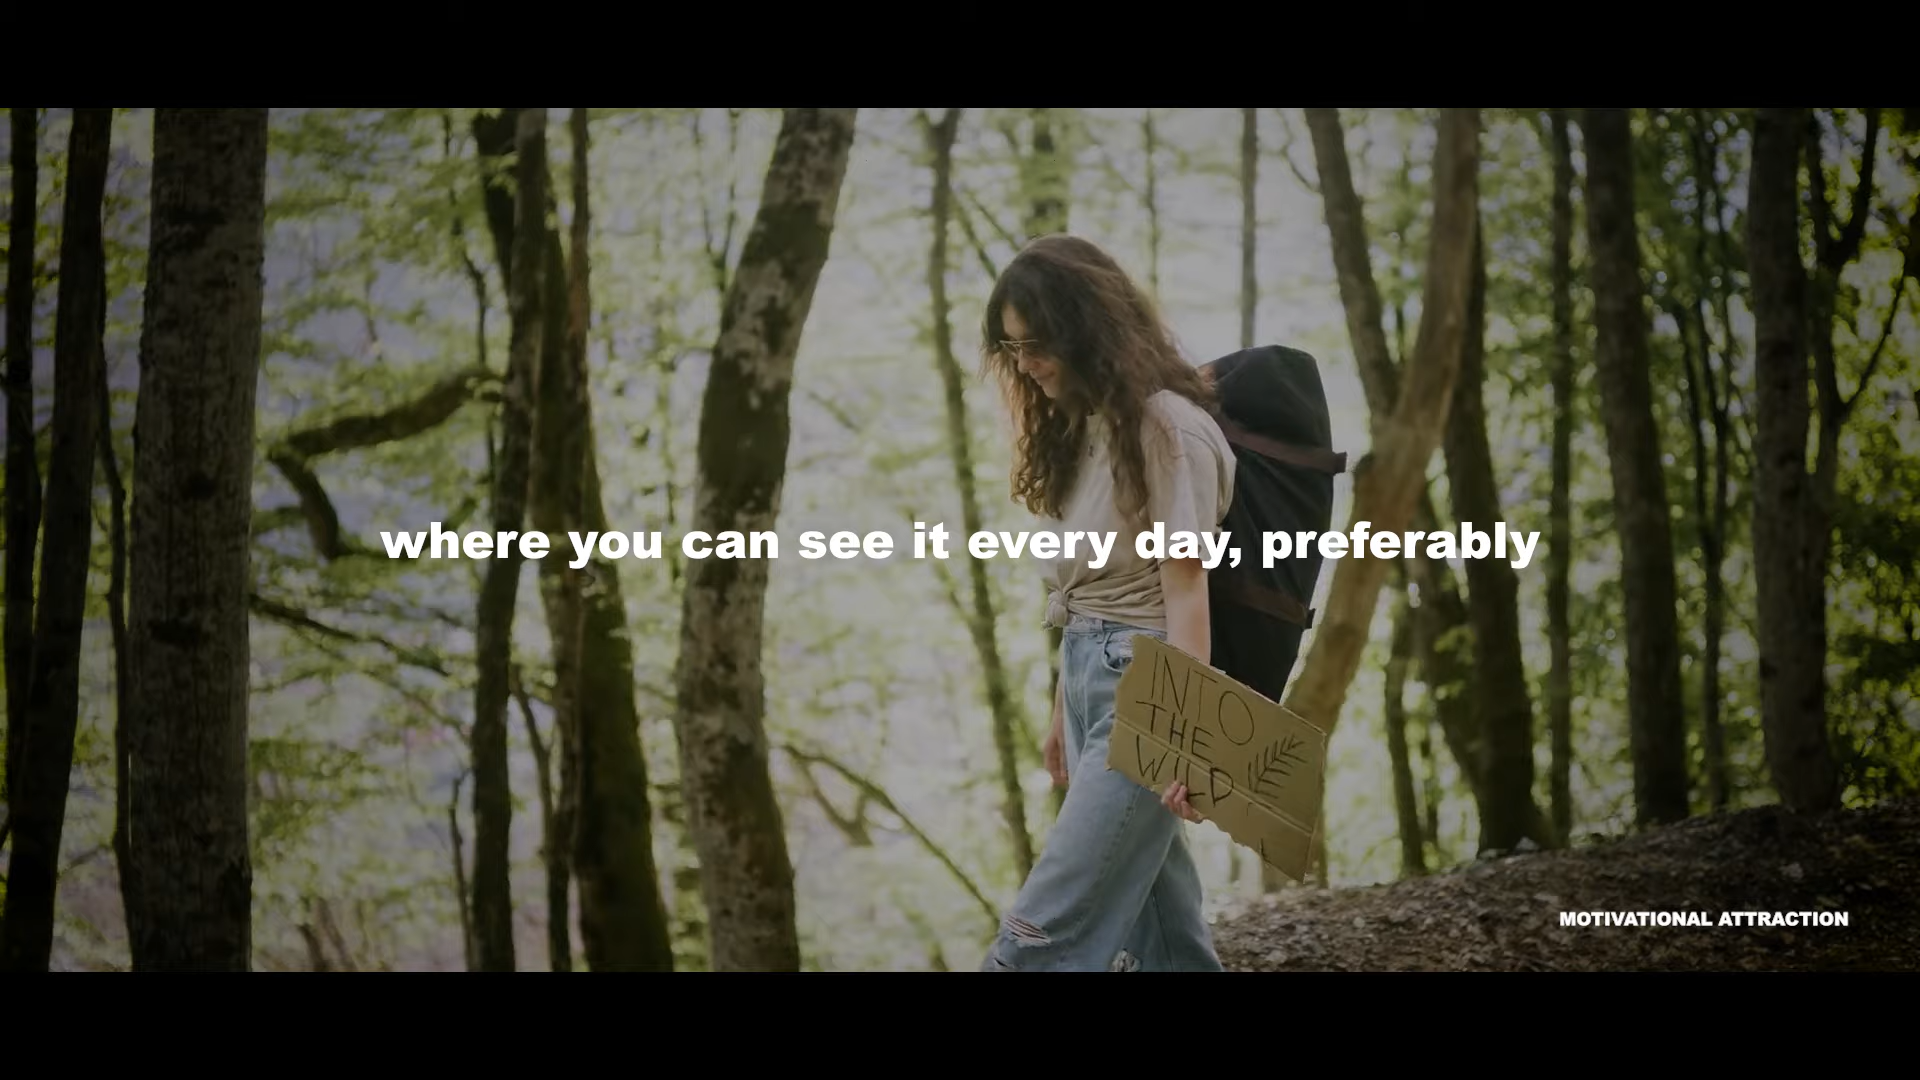 where you can see it every day, preferably
INTO
THE
WILD
MOTIVATIONAL ATTRACTION